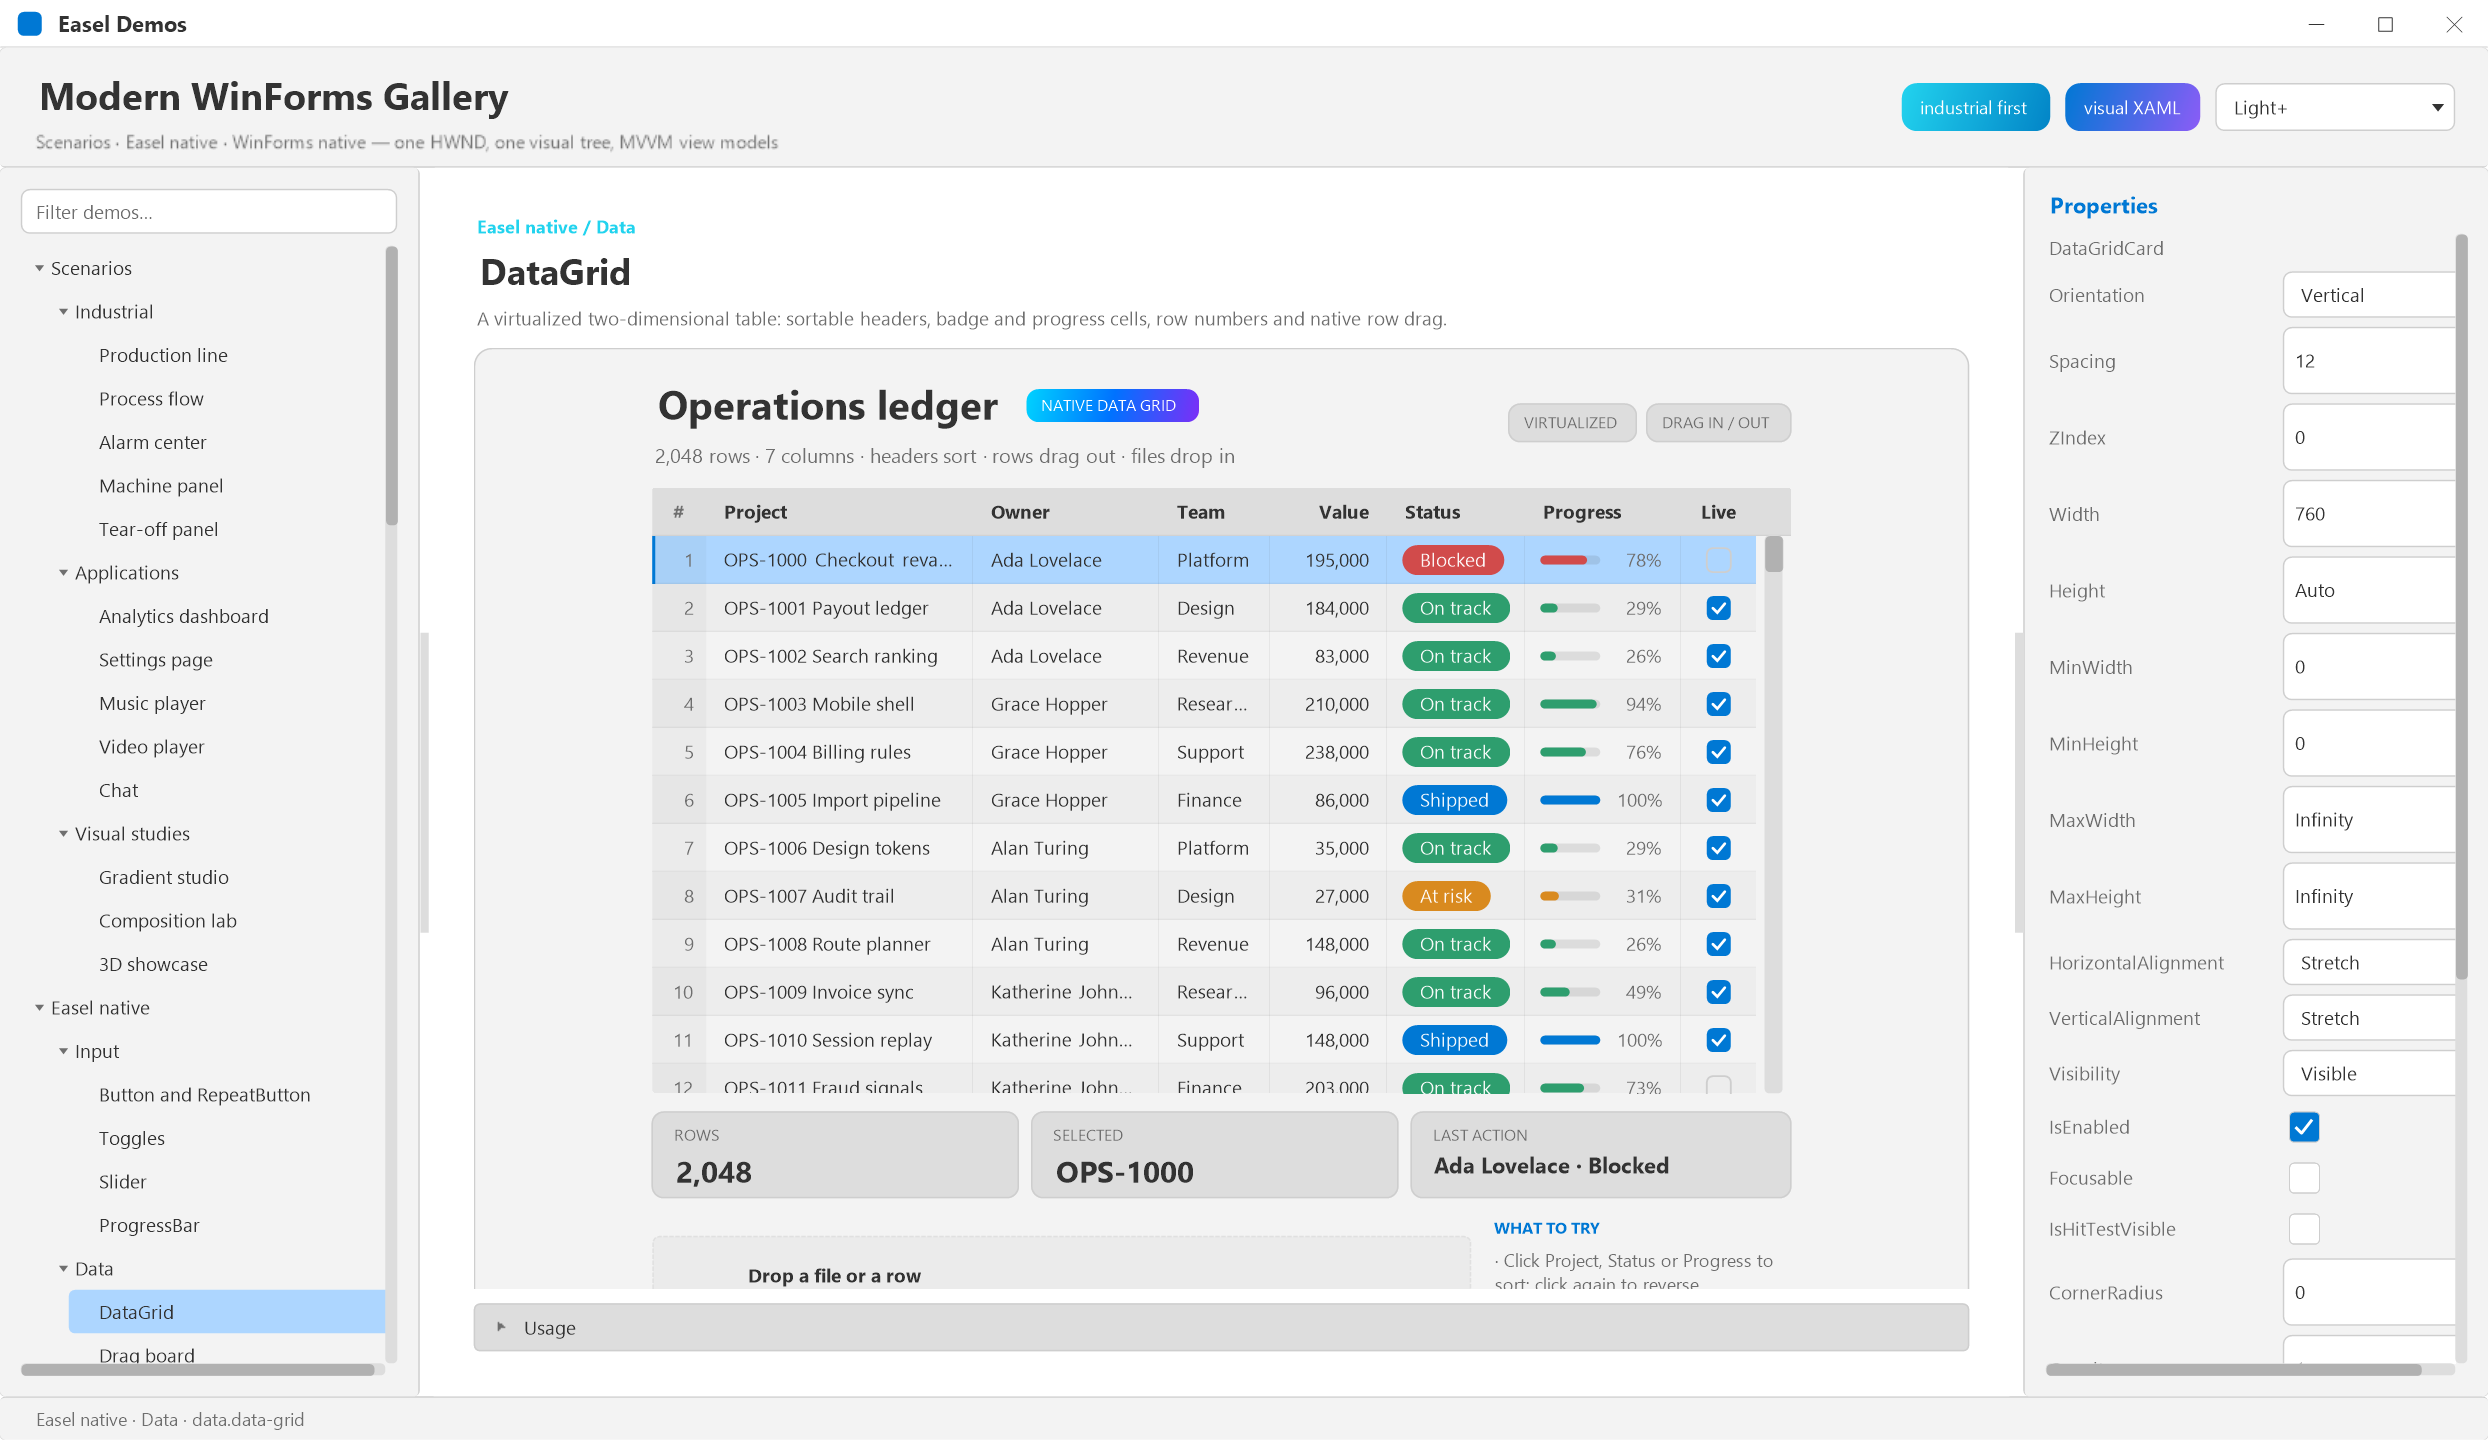 Easel Demos
Modern WinForms Gallery
Scenarios · Easel native · WinForms native — one HWND, one visual tree, MVVM view models
industrial first
visual XAML
Light+
Filter demos...
Scenarios
Industrial
Production line
Process flow
Alarm center
Machine panel
Tear-off panel
Applications
Analytics dashboard
Settings page
Music player
Video player
Chat
Visual studies
Gradient studio
Composition lab
3D showcase
Easel native
Input
Button and RepeatButton
Toggles
Slider
ProgressBar
Data
DataGrid
Drag board
Easel native / Data
DataGrid
A virtualized two-dimensional table: sortable headers, badge and progress cells, row numbers and native row drag.
Operations ledger
NATIVE DATA GRID
VIRTUALIZED
DRAG IN / OUT
2,048 rows · 7 columns · headers sort · rows drag out · files drop in
# Project Owner Team Value Status Progress Live
1 OPS-1000 Checkout reva... Ada Lovelace Platform 195,000 Blocked 78%
2 OPS-1001 Payout ledger Ada Lovelace Design 184,000 On track 29%
3 OPS-1002 Search ranking Ada Lovelace Revenue 83,000 On track 26%
4 OPS-1003 Mobile shell Grace Hopper Resear... 210,000 On track 94%
5 OPS-1004 Billing rules Grace Hopper Support 238,000 On track 76%
6 OPS-1005 Import pipeline Grace Hopper Finance 86,000 Shipped 100%
7 OPS-1006 Design tokens Alan Turing Platform 35,000 On track 29%
8 OPS-1007 Audit trail Alan Turing Design 27,000 At risk 31%
9 OPS-1008 Route planner Alan Turing Revenue 148,000 On track 26%
10 OPS-1009 Invoice sync Katherine John... Resear... 96,000 On track 49%
11 OPS-1010 Session replay Katherine John... Support 148,000 Shipped 100%
12 OPS-1011 Fraud signals Katherine John... Finance 203,000 On track 73%
ROWS
2,048
SELECTED
OPS-1000
LAST ACTION
Ada Lovelace · Blocked
Drop a file or a row
WHAT TO TRY
· Click Project, Status or Progress to
sort; click again to reverse
Usage
Properties
DataGridCard
Orientation Vertical
Spacing 12
ZIndex 0
Width 760
Height Auto
MinWidth 0
MinHeight 0
MaxWidth Infinity
MaxHeight Infinity
HorizontalAlignment Stretch
VerticalAlignment Stretch
Visibility Visible
IsEnabled
Focusable
IsHitTestVisible
CornerRadius 0
Easel native · Data · data.data-grid